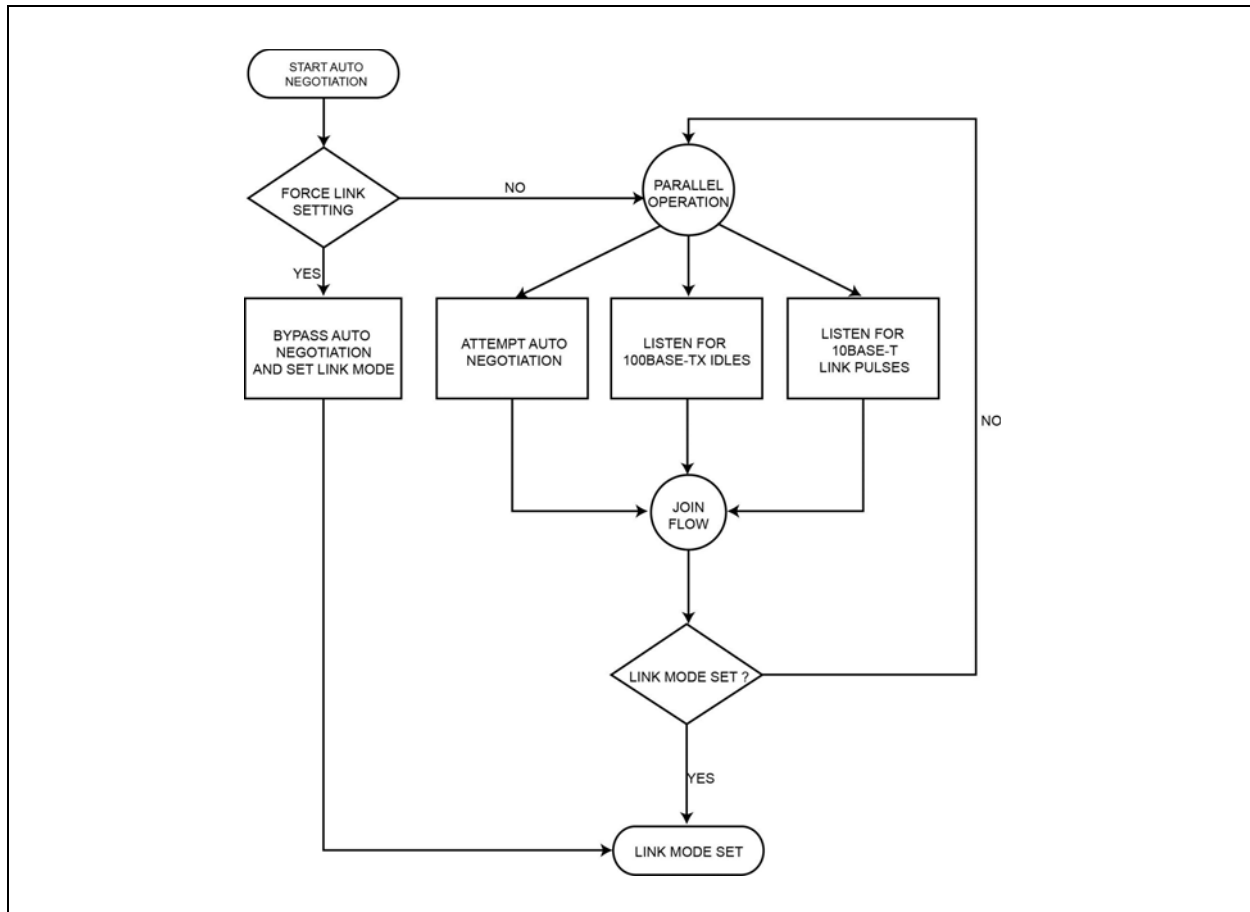 START AUTO
NEGOTIATION
FORCE LINK
SETTING
NO
PARALLEL
OPERATION
YES
BYPASS AUTO
NEGOTIATION
AND SET LINK MODE
ATTEMPT AUTO
NEGOTIATION
LISTEN FOR
100BASE-TX IDLES
LISTEN FOR
10BASE-T
LINK PULSES
NO
JOIN
FLOW
LINK MODE SET ?
YES
LINK MODE SET